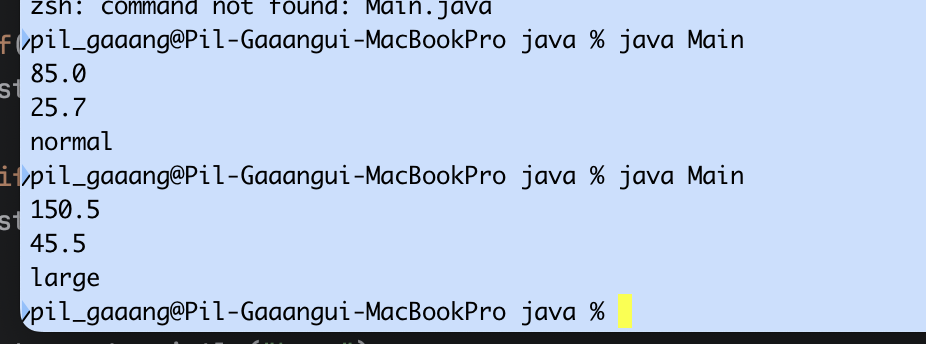 zsh: command not found: Main.java
pil_gaaang@Pil-Gaaangui-MacBookPro java % java Main
85.0
25.7
normal
pil_gaaang@Pil-Gaaangui-MacBookPro java % java Main
150.5
45.5
large
pil_gaaang@Pil-Gaaangui-MacBookPro java %